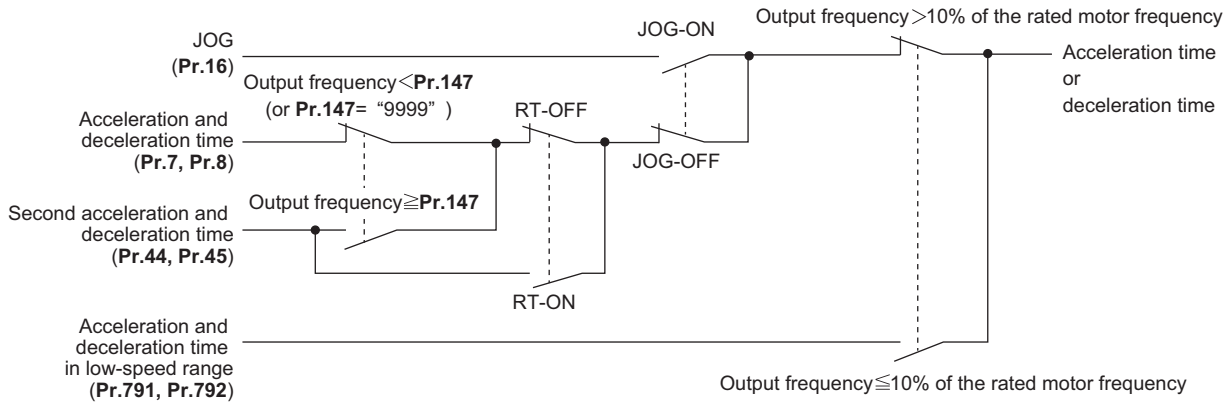 Output frequency>10% of the rated motor frequency
JOG-ON
JOG
(Pr.16)
Acceleration time
or
deceleration time
Output frequency<Pr.147
(or Pr.147= “9999” )
RT-OFF
Acceleration and
deceleration time
(Pr.7, Pr.8)
JOG-OFF
Second acceleration and
deceleration time
(Pr.44, Pr.45)
Output frequency≧Pr.147
RT-ON
Acceleration and
deceleration time
in low-speed range
(Pr.791, Pr.792)
Output frequency≦10% of the rated motor frequency